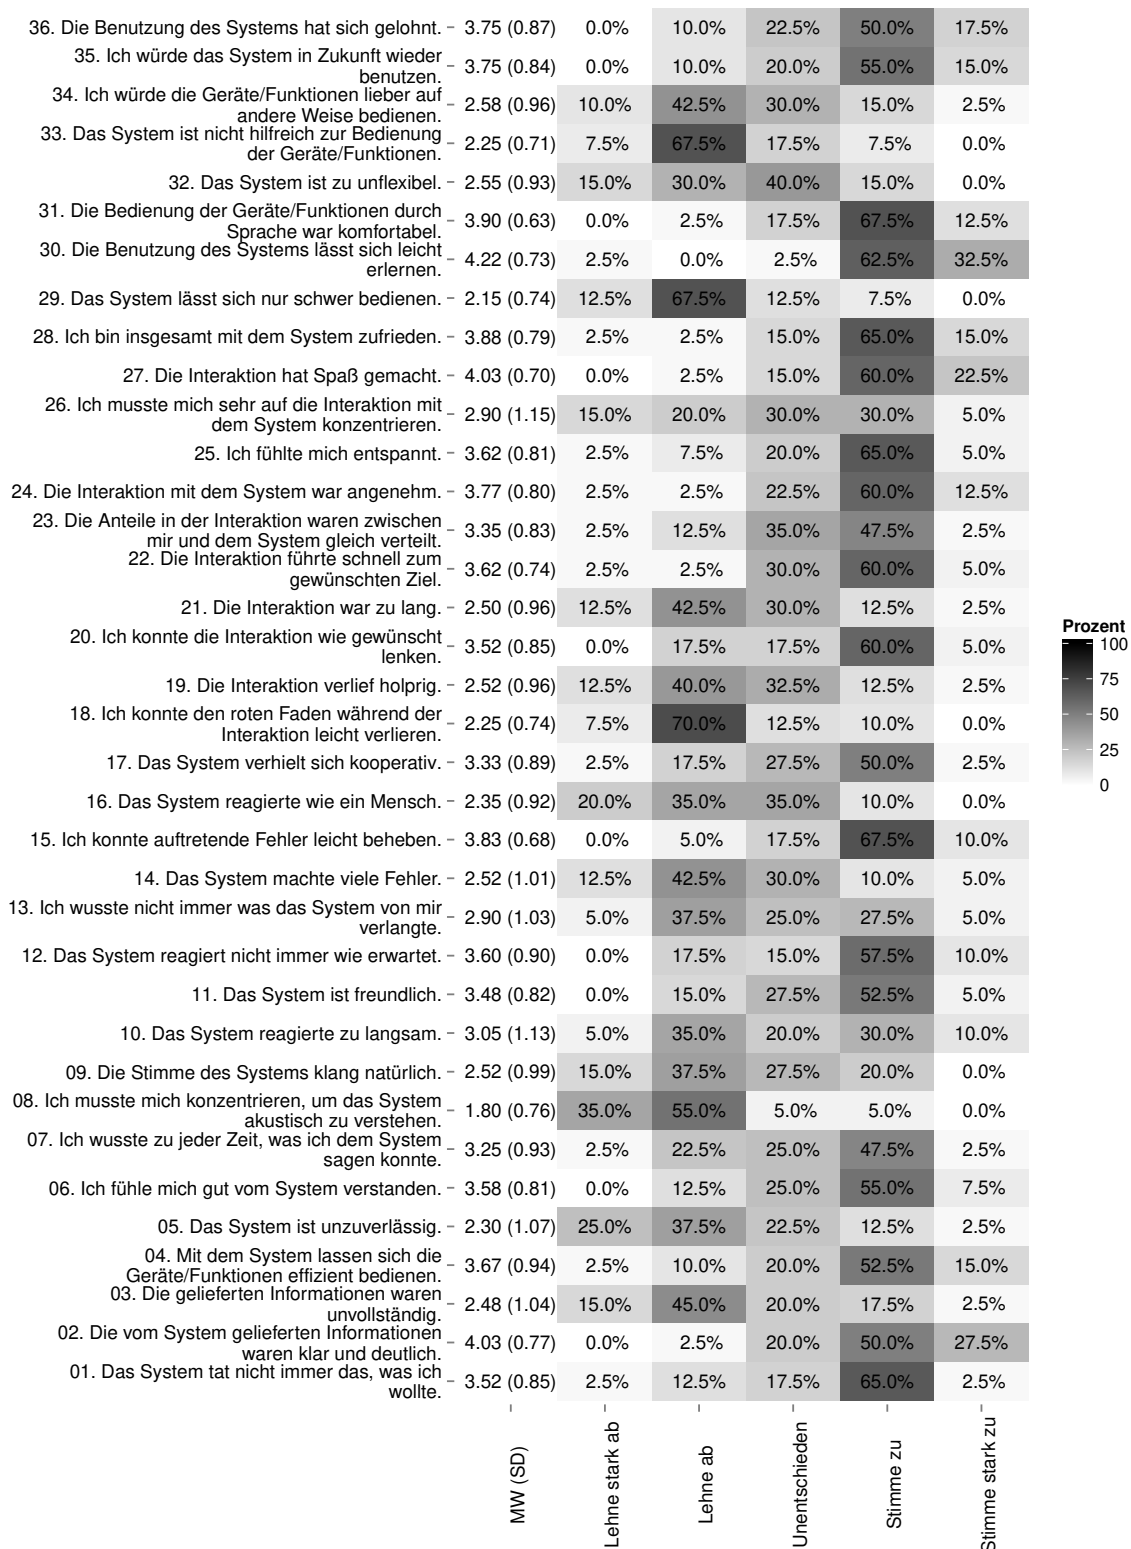 36. Die Benutzung des Systems hat sich gelohnt. 3.75 (0.87) 0.0% 10.0% 22.5% 50.0% 17.5%
35. Ich würde das System in Zukunft wieder
benutzen. 3.75 (0.84) 0.0% 10.0% 20.0% 55.0% 15.0%
34. Ich würde die Geräte/Funktionen lieber auf
andere Weise bedienen. 2.58 (0.96) 10.0% 42.5% 30.0% 15.0% 2.5%
33. Das System ist nicht hilfreich zur Bedienung
der Geräte/Funktionen. 2.25 (0.71) 7.5% 67.5% 17.5% 7.5% 0.0%
32. Das System ist zu unflexibel. 2.55 (0.93) 15.0% 30.0% 40.0% 15.0% 0.0%
31. Die Bedienung der Geräte/Funktionen durch
Sprache war komfortabel. 3.90 (0.63) 0.0% 2.5% 17.5% 67.5% 12.5%
30. Die Benutzung des Systems lässt sich leicht
erlernen. 4.22 (0.73) 2.5% 0.0% 2.5% 62.5% 32.5%
29. Das System lässt sich nur schwer bedienen. 2.15 (0.74) 12.5% 67.5% 12.5% 7.5% 0.0%
28. Ich bin insgesamt mit dem System zufrieden. 3.88 (0.79) 2.5% 2.5% 15.0% 65.0% 15.0%
27. Die Interaktion hat Spaß gemacht. 4.03 (0.70) 0.0% 2.5% 15.0% 60.0% 22.5%
26. Ich musste mich sehr auf die Interaktion mit
dem System konzentrieren. 2.90 (1.15) 15.0% 20.0% 30.0% 30.0% 5.0%
25. Ich fühlte mich entspannt. 3.62 (0.81) 2.5% 7.5% 20.0% 65.0% 5.0%
24. Die Interaktion mit dem System war angenehm. 3.77 (0.80) 2.5% 2.5% 22.5% 60.0% 12.5%
23. Die Anteile in der Interaktion waren zwischen
mir und dem System gleich verteilt. 3.35 (0.83) 2.5% 12.5% 35.0% 47.5% 2.5%
22. Die Interaktion führte schnell zum
gewünschten Ziel. 3.62 (0.74) 2.5% 2.5% 30.0% 60.0% 5.0%
21. Die Interaktion war zu lang. 2.50 (0.96) 12.5% 42.5% 30.0% 12.5% 2.5%
20. Ich konnte die Interaktion wie gewünscht
lenken. 3.52 (0.85) 0.0% 17.5% 17.5% 60.0% 5.0%
19. Die Interaktion verlief holprig. 2.52 (0.96) 12.5% 40.0% 32.5% 12.5% 2.5%
18. Ich konnte den roten Faden während der
Interaktion leicht verlieren. 2.25 (0.74) 7.5% 70.0% 12.5% 10.0% 0.0%
17. Das System verhielt sich kooperativ. 3.33 (0.89) 2.5% 17.5% 27.5% 50.0% 2.5%
16. Das System reagierte wie ein Mensch. 2.35 (0.92) 20.0% 35.0% 35.0% 10.0% 0.0%
15. Ich konnte auftretende Fehler leicht beheben. 3.83 (0.68) 0.0% 5.0% 17.5% 67.5% 10.0%
14. Das System machte viele Fehler. 2.52 (1.01) 12.5% 42.5% 30.0% 10.0% 5.0%
13. Ich wusste nicht immer was das System von mir
verlangte. 2.90 (1.03) 5.0% 37.5% 25.0% 27.5% 5.0%
12. Das System reagiert nicht immer wie erwartet. 3.60 (0.90) 0.0% 17.5% 15.0% 57.5% 10.0%
11. Das System ist freundlich. 3.48 (0.82) 0.0% 15.0% 27.5% 52.5% 5.0%
10. Das System reagierte zu langsam. 3.05 (1.13) 5.0% 35.0% 20.0% 30.0% 10.0%
09. Die Stimme des Systems klang natürlich. 2.52 (0.99) 15.0% 37.5% 27.5% 20.0% 0.0%
08. Ich musste mich konzentrieren, um das System
akustisch zu verstehen. 1.80 (0.76) 35.0% 55.0% 5.0% 5.0% 0.0%
07. Ich wusste zu jeder Zeit, was ich dem System
sagen konnte. 3.25 (0.93) 2.5% 22.5% 25.0% 47.5% 2.5%
06. Ich fühle mich gut vom System verstanden. 3.58 (0.81) 0.0% 12.5% 25.0% 55.0% 7.5%
05. Das System ist unzuverlässig. 2.30 (1.07) 25.0% 37.5% 22.5% 12.5% 2.5%
04. Mit dem System lassen sich die
Geräte/Funktionen effizient bedienen. 3.67 (0.94) 2.5% 10.0% 20.0% 52.5% 15.0%
03. Die gelieferten Informationen waren
unvollständig. 2.48 (1.04) 15.0% 45.0% 20.0% 17.5% 2.5%
02. Die vom System gelieferten Informationen
waren klar und deutlich. 4.03 (0.77) 0.0% 2.5% 20.0% 50.0% 27.5%
01. Das System tat nicht immer das, was ich
wollte. 3.52 (0.85) 2.5% 12.5% 17.5% 65.0% 2.5%
MW (SD)
Lehne stark ab
Lehne ab
Unentschieden
Stimme zu
Stimme stark zu
Prozent
100
75
50
25
0